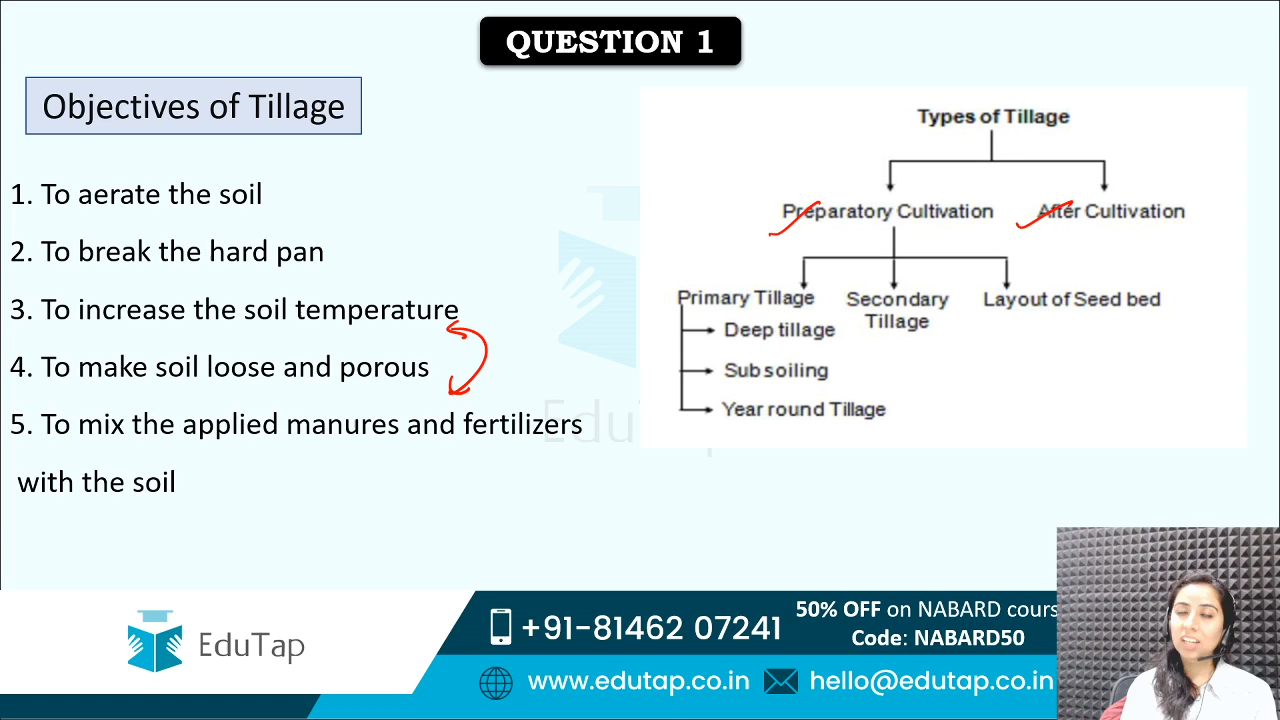 QUESTION 1
Objectives of Tillage
1. To aerate the soil
2. To break the hard pan
3. To increase the soil temperature
4. To make soil loose and porous
5. To mix the applied manures and fertilizers
with the soil
Types of Tillage
Preparatory Cultivation
After Cultivation
Primary Tillage
Secondary
Tillage
Layout of Seed bed
Deep tillage
Sub soiling
Year round Tillage
EduTap
+91-81462 07241
50% OFF on NABARD cours
Code: NABARD50
www.edutap.co.in
hello@edutap.co.in